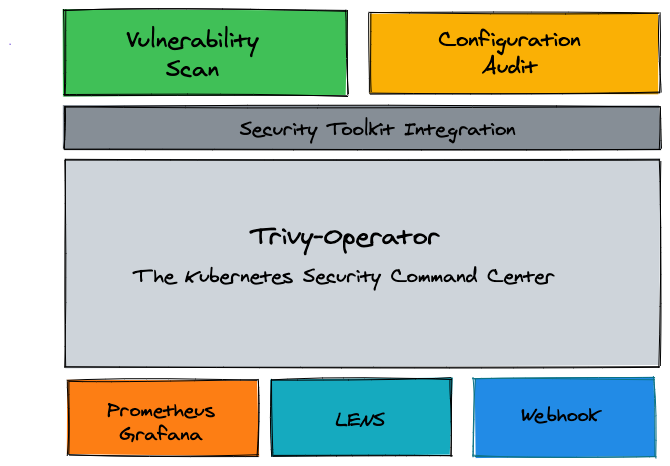 Vulnerability
Scan
Configuration
Audit
Security Toolkit Integration
Trivy-Operator
The Kubernetes Security Command Center
Prometheus
Grafana
LENS
Webhook